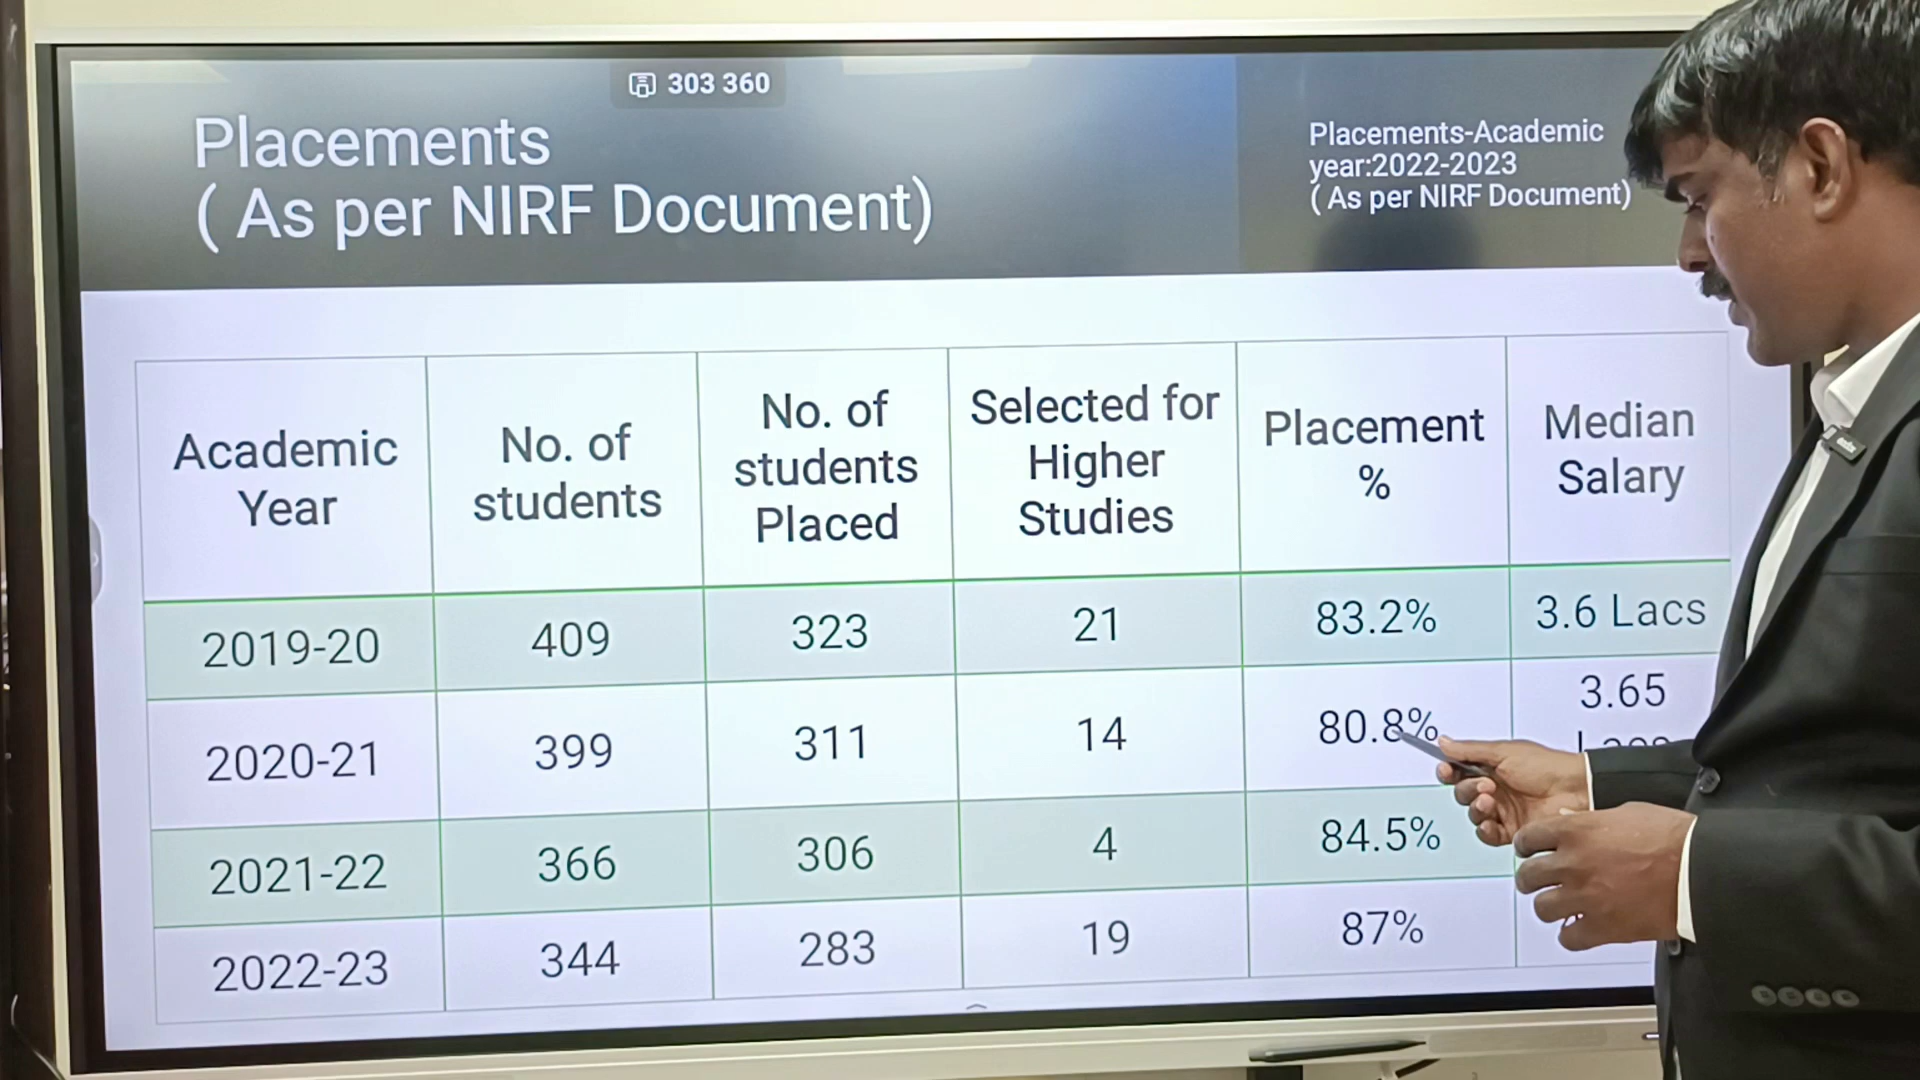 303 360
Placements
( As per NIRF Document)
Placements-Academic
year:2022-2023
( As per NIRF Document)
Academic
Year
No. of
students
No. of
students
Placed
Selected for
Higher
Studies
Placement
%
Median
Salary
2019-20
409
323
21
83.2%
3.6 Lacs
2020-21
399
311
14
80.8%
3.65
2021-22
366
306
4
84.5%
2022-23
344
283
19
87%